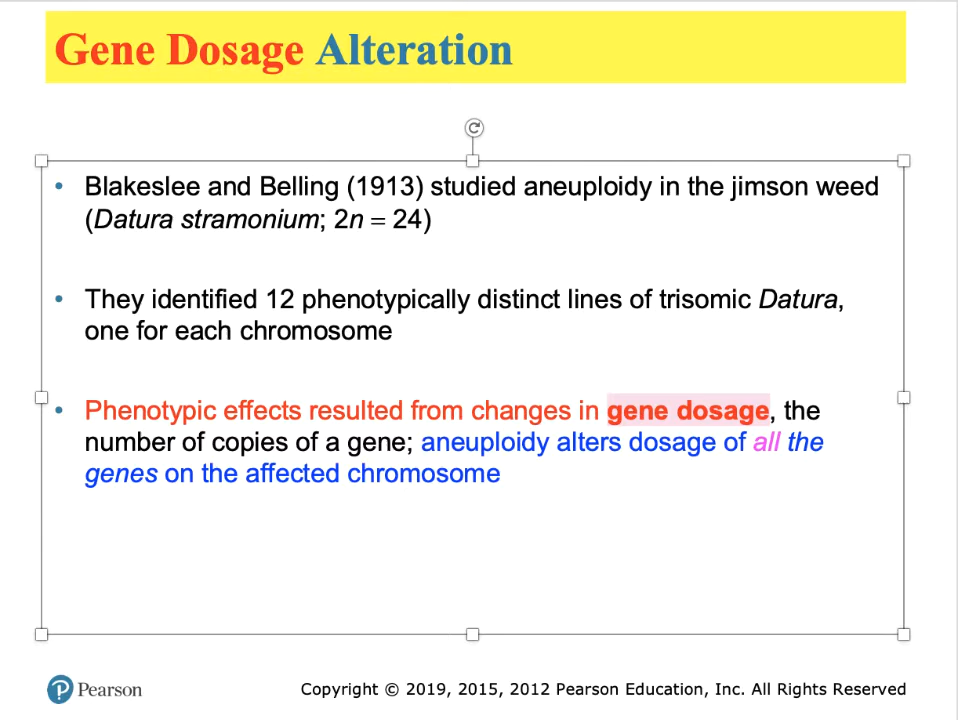 Gene Dosage Alteration
• Blakeslee and Belling (1913) studied aneuploidy in the jimson weed
(Datura stramonium; 2n = 24)
• They identified 12 phenotypically distinct lines of trisomic Datura,
one for each chromosome
• Phenotypic effects resulted from changes in gene dosage, the
number of copies of a gene; aneuploidy alters dosage of all the
genes on the affected chromosome
Pearson
Copyright © 2019, 2015, 2012 Pearson Education, Inc. All Rights Reserved